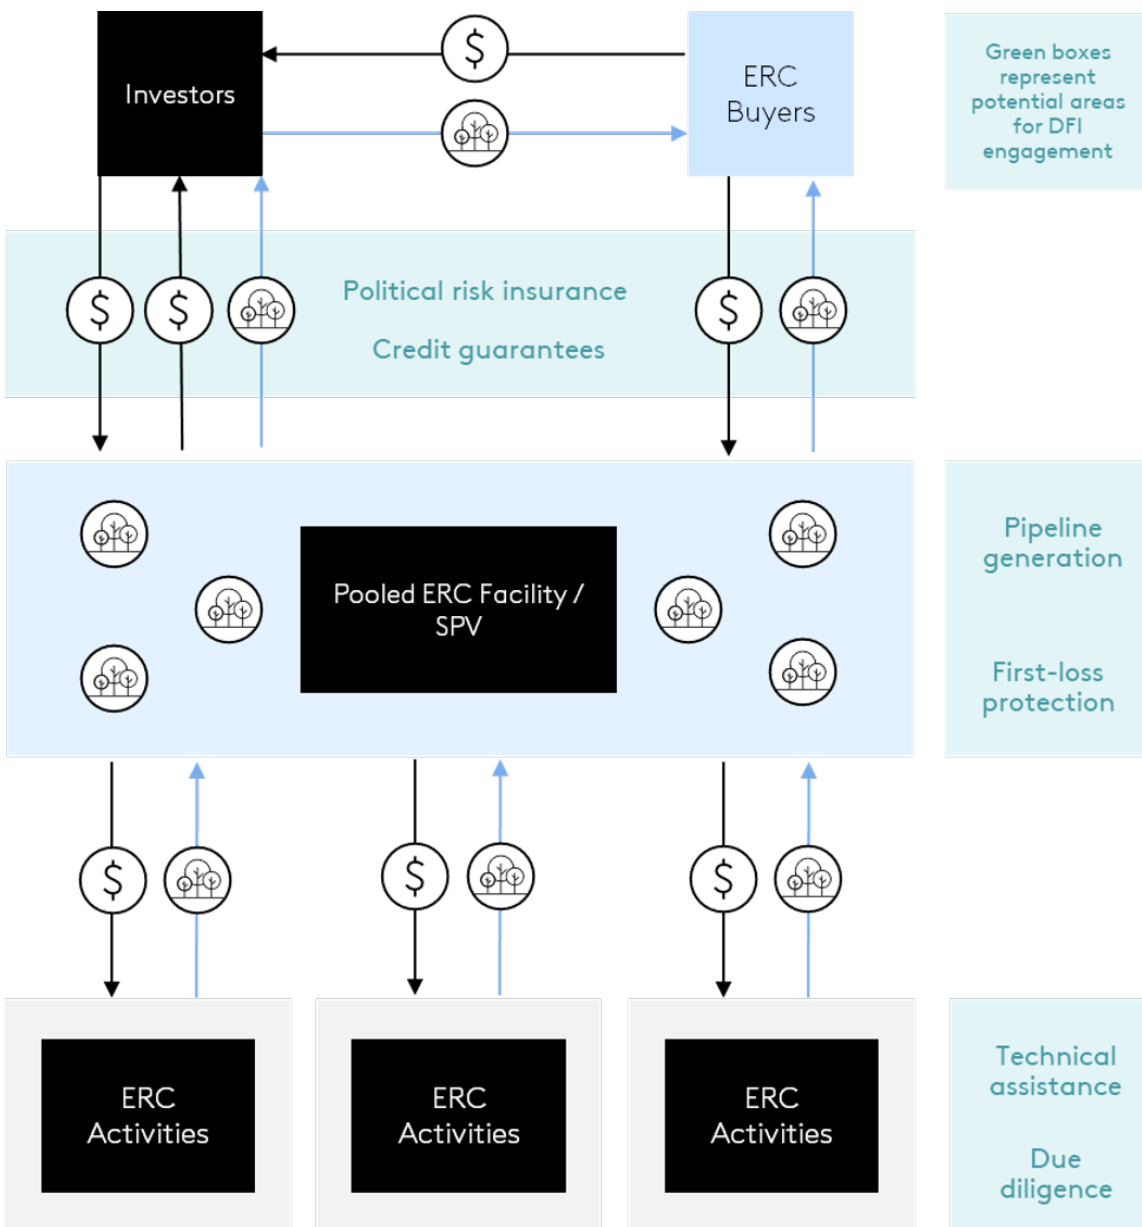 Investors
$
ERC
Buyers
Green boxes
represent
potential areas
for DFI
engagement
Political risk insurance
Credit guarantees
$
$
$
Pooled ERC Facility /
SPV
Pipeline
generation
First-loss
protection
$
$
$
ERC
Activities
ERC
Activities
ERC
Activities
Technical
assistance
Due
diligence